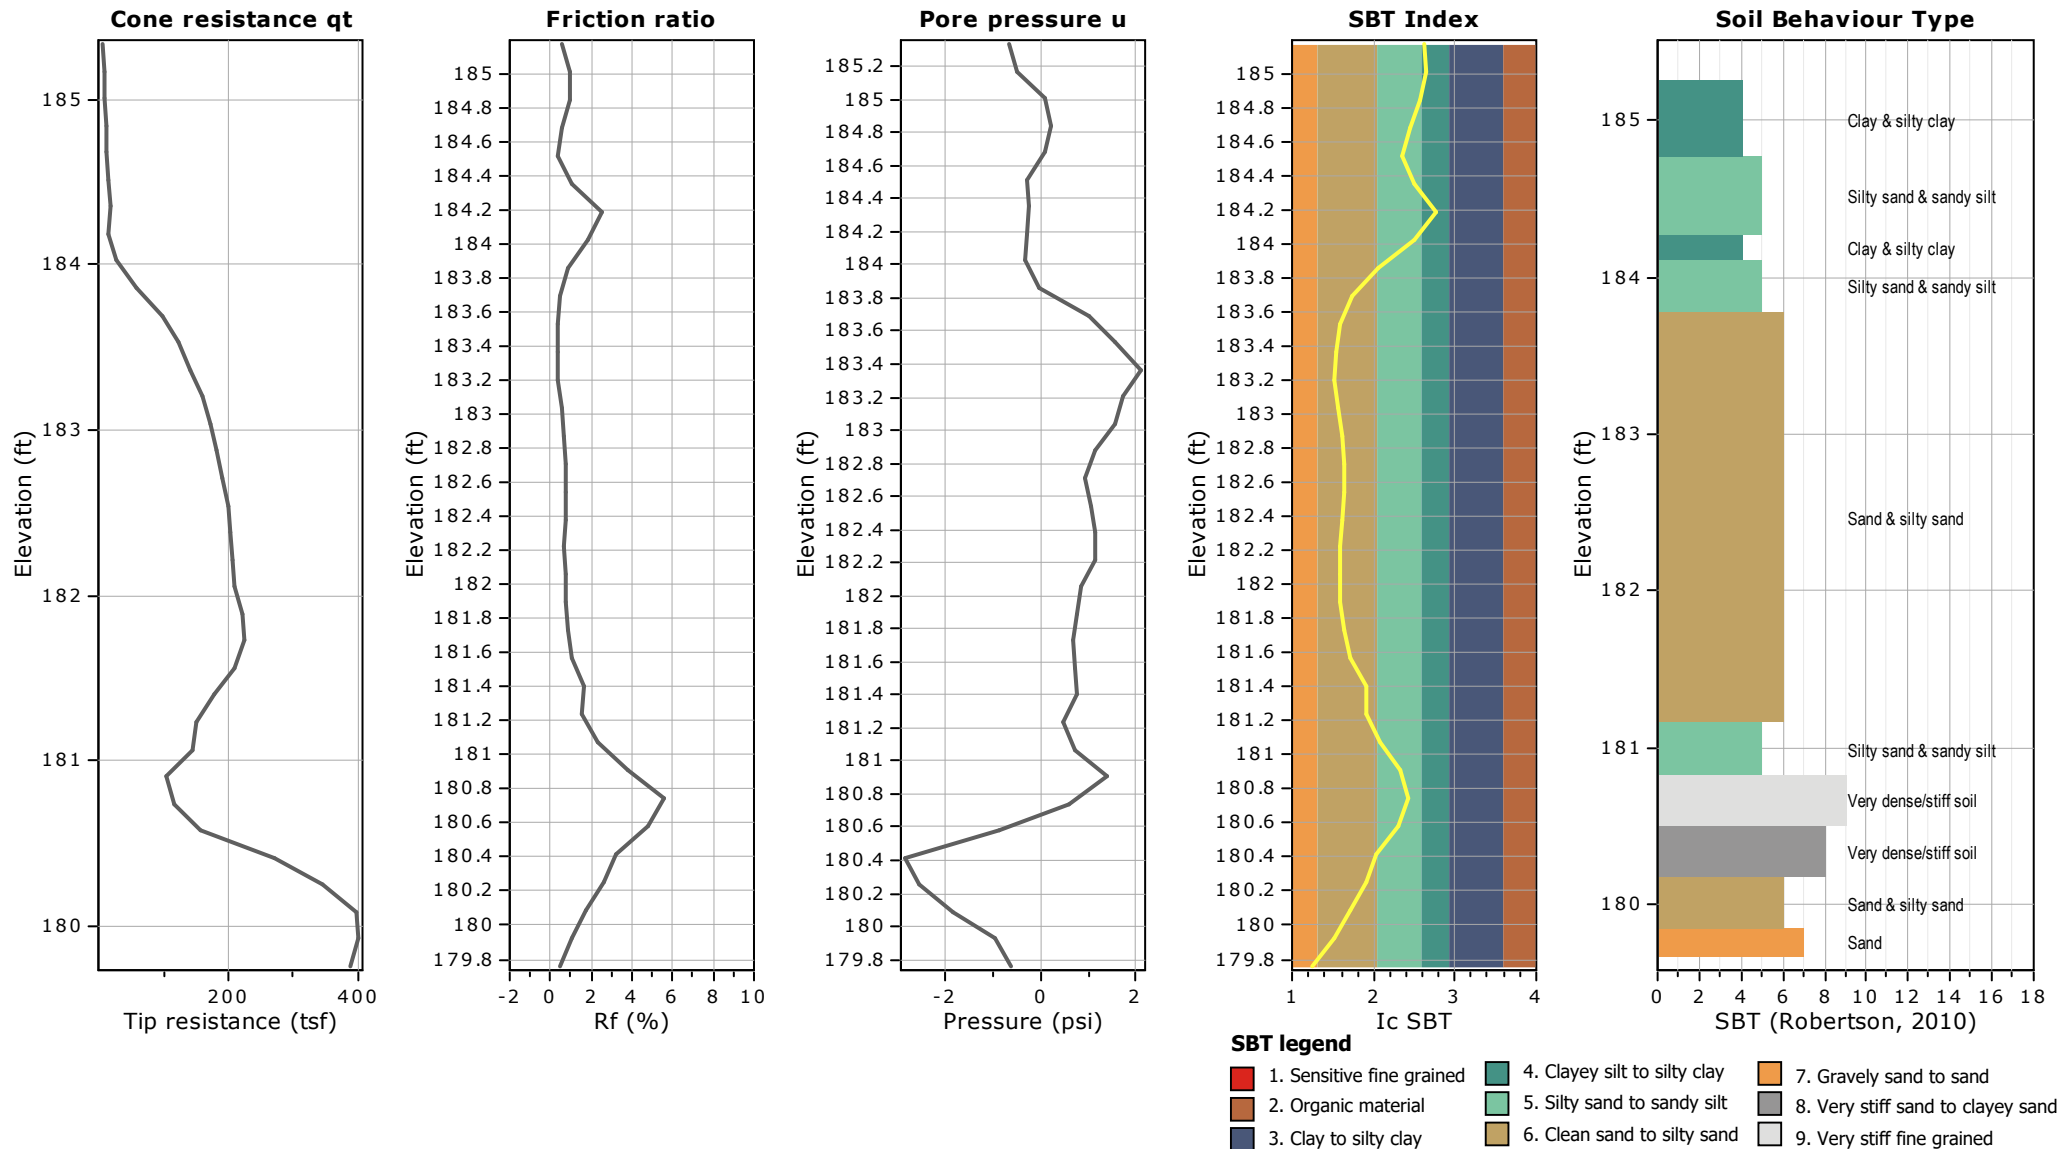 Cone resistance qt
Elevation (ft)
185
184
183
182
181
180
200 400
Tip resistance (tsf)
Friction ratio
Elevation (ft)
185
184.8
184.6
184.4
184.2
184
183.8
183.6
183.4
183.2
183
182.8
182.6
182.4
182.2
182
181.8
181.6
181.4
181.2
181
180.8
180.6
180.4
180.2
180
179.8
-2 0 2 4 6 8 10
Rf (%)
Pore pressure u
Elevation (ft)
185.2
185
184.8
184.6
184.4
184.2
184
183.8
183.6
183.4
183.2
183
182.8
182.6
182.4
182.2
182
181.8
181.6
181.4
181.2
181
180.8
180.6
180.4
180.2
180
179.8
-2 0 2
Pressure (psi)
SBT Index
Elevation (ft)
185
184.8
184.6
184.4
184.2
184
183.8
183.6
183.4
183.2
183
182.8
182.6
182.4
182.2
182
181.8
181.6
181.4
181.2
181
180.8
180.6
180.4
180.2
180
179.8
1 2 3 4
Ic SBT
Soil Behaviour Type
Elevation (ft)
185
184
183
182
181
180
Clay & silty clay
Silty sand & sandy silt
Clay & silty clay
Silty sand & sandy silt
Sand & silty sand
Silty sand & sandy silt
Very dense/stiff soil
Very dense/stiff soil
Sand & silty sand
Sand
0 2 4 6 8 10 12 14 16 18
SBT (Robertson, 2010)
SBT legend
1. Sensitive fine grained
2. Organic material
3. Clay to silty clay
4. Clayey silt to silty clay
5. Silty sand to sandy silt
6. Clean sand to silty sand
7. Gravely sand to sand
8. Very stiff sand to clayey sand
9. Very stiff fine grained